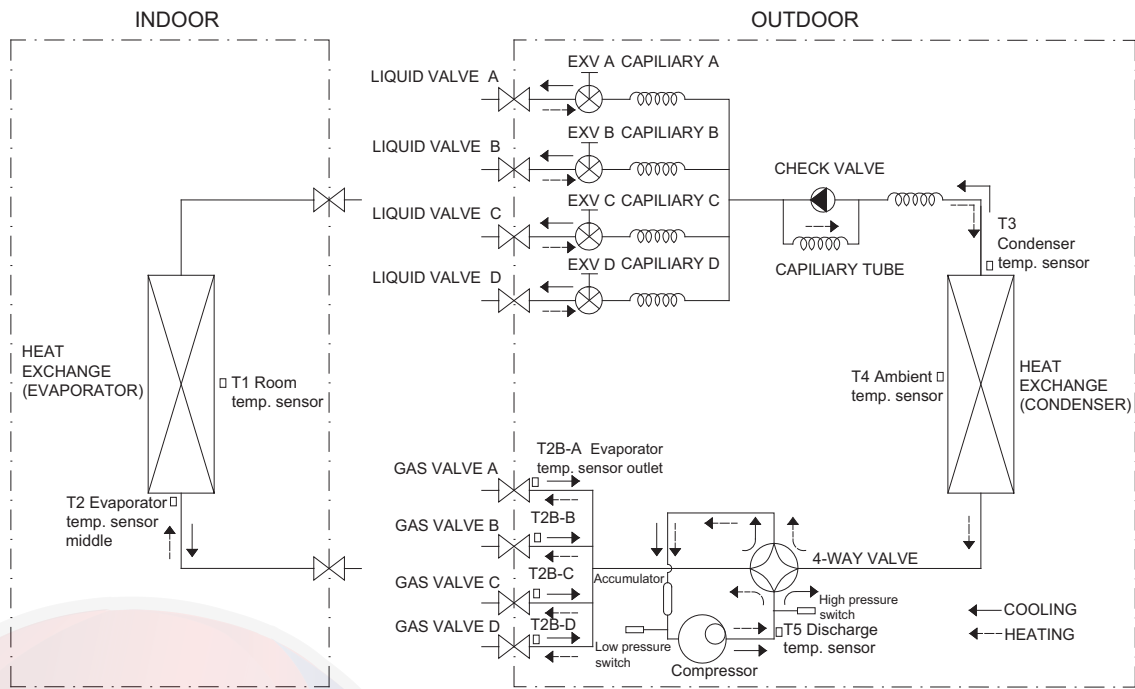 INDOOR
OUTDOOR
LIQUID VALVE A
EXV A CAPILIARY A
LIQUID VALVE B
EXV B CAPILIARY B
LIQUID VALVE C
EXV C CAPILIARY C
LIQUID VALVE D
EXV D CAPILIARY D
CHECK VALVE
CAPILIARY TUBE
T3
Condenser
temp. sensor
HEAT
EXCHANGE
(EVAPORATOR)
T1 Room
temp. sensor
T4 Ambient
temp. sensor
HEAT
EXCHANGE
(CONDENSER)
T2 Evaporator
temp. sensor
middle
GAS VALVE A
T2B-A Evaporator
temp. sensor outlet
GAS VALVE B
T2B-B
GAS VALVE C
T2B-C
GAS VALVE D
T2B-D
Accumulator
4-WAY VALVE
High pressure
switch
Low pressure
switch
T5 Discharge
temp. sensor
Compressor
COOLING
HEATING